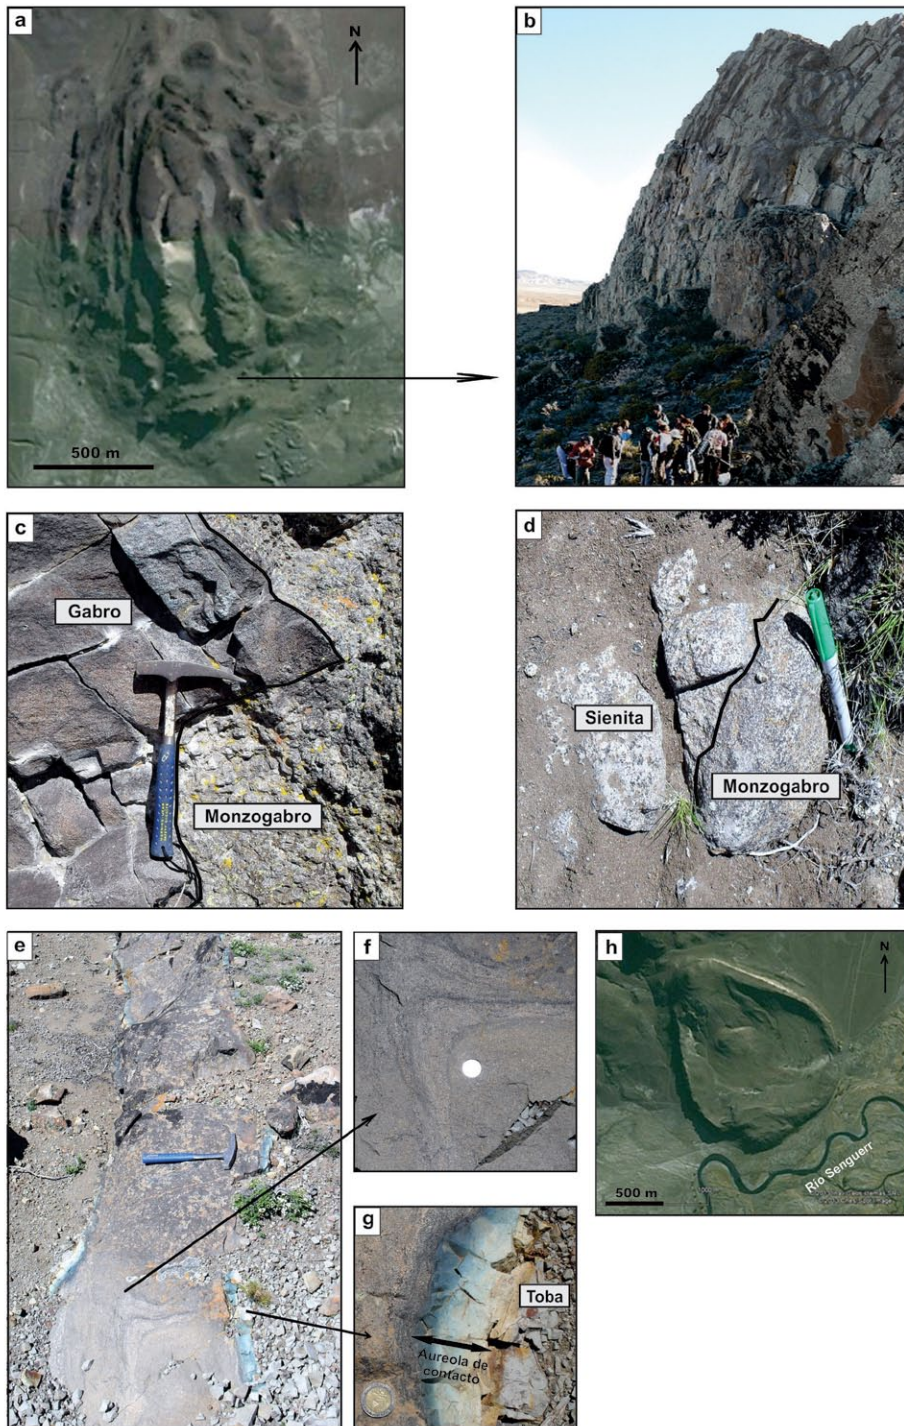 a
N
500 m
b
c
Gabro
Monzogabro
d
Sienita
Monzogabro
e
f
g
Toba
Aureola de
contacto
h
N
Río Senguerr
500 m